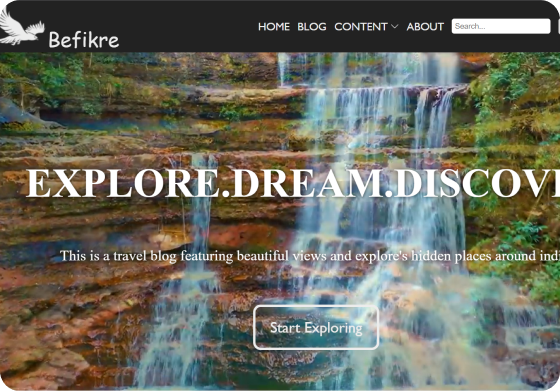 Befikre
HOME BLOG CONTENT ABOUT Search...
EXPLORE.DREAM.DISCOV
This is a travel blog featuring beautiful views and explore's hidden places around ind
Start Exploring